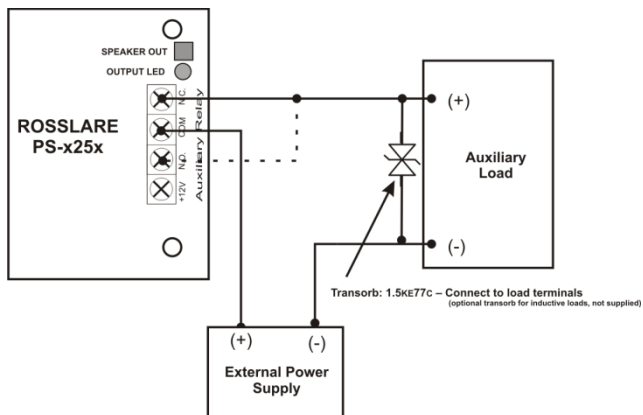 SPEAKER OUT
OUTPUT LED
ROSSLARE
PS-x25x
N.C.
COM
N.O.
+12V
Auxiliary Relay
(+)
Auxiliary
Load
(-)
Transorb: 1.5KE77C – Connect to load terminals
(optional transorb for inductive loads, not supplied)
(+)
(-)
External Power
Supply